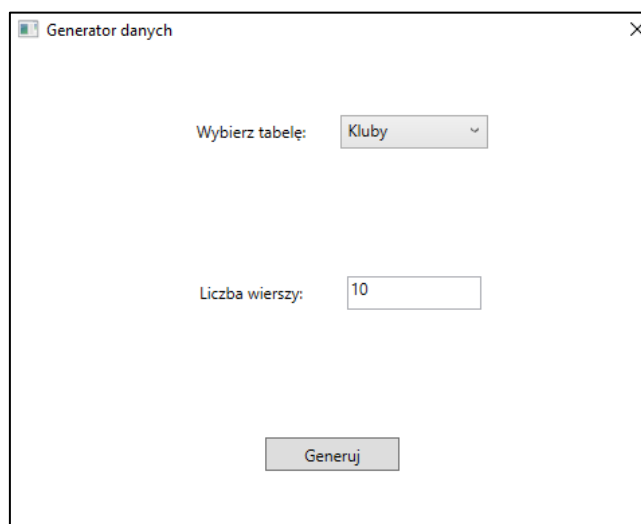 Generator danych
Wybierz tabelę: Kluby
Liczba wierszy: 10
Generuj